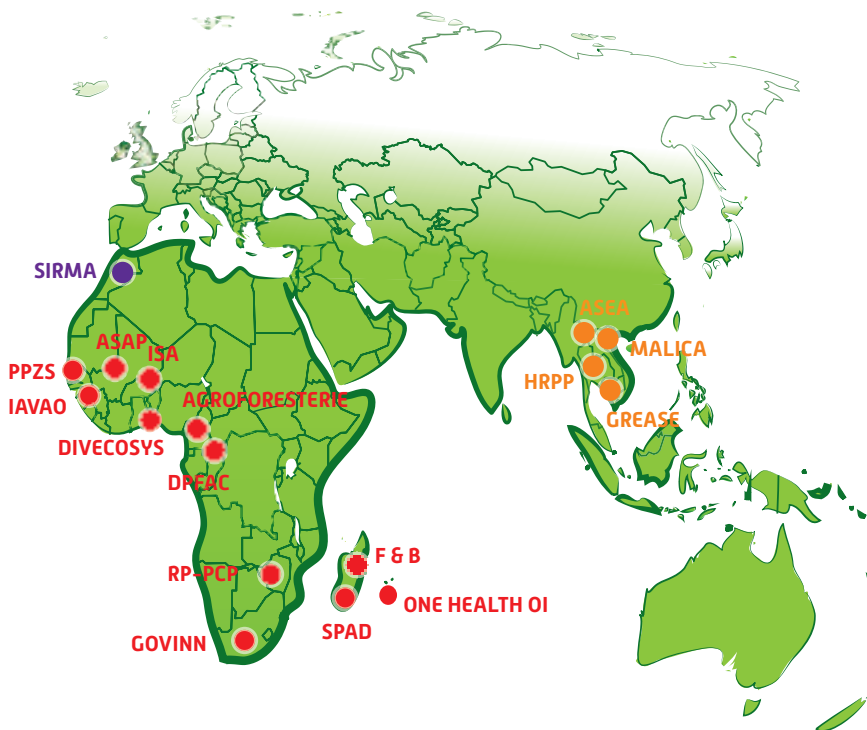 SIRMA
ASEA
MALICA
ASAP
ISA
PPZS
HRPP
IAVAO
AGROFORESTERIE
GREASE
DIVECOSYS
DPFAC
F & B
RP-PCP
ONE HEALTH OI
SPAD
GOVINN